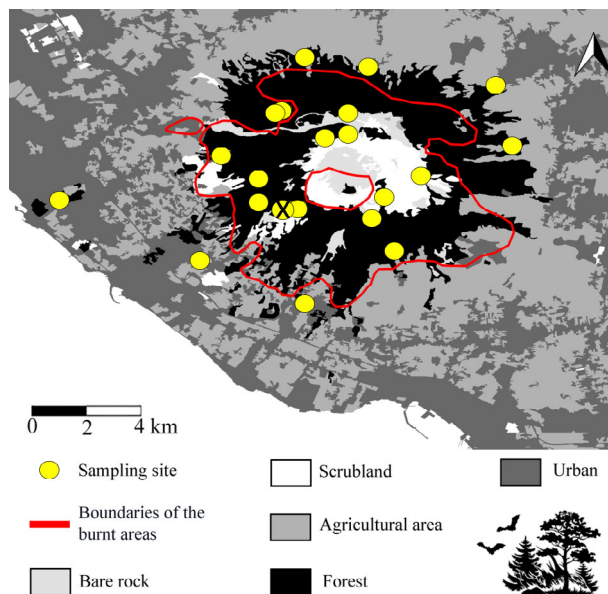 X
0 2 4 km
Sampling site
Scrubland
Urban
Boundaries of the
burnt areas
Agricultural area
Bare rock
Forest